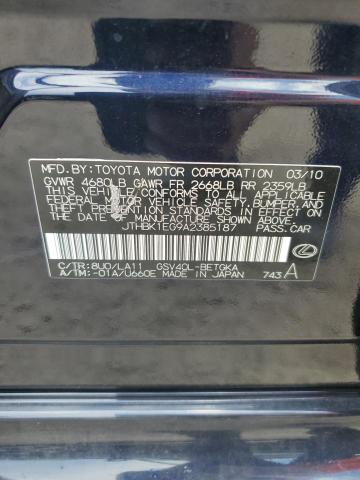 MFD.BY:TOYOTA MOTOR CORPORATION 03/10
GVWR 4680LB GAWR FR 2668LB RR 2359LB
THIS VEHICLE CONFORMS TO ALL APPLICABLE
FEDERAL MOTOR VEHICLE SAFETY, BUMPER, AND
THEFT PREVENTION STANDARDS IN EFFECT ON
THE DATE OF MANUFACTURE SHOWN ABOVE.
JTHBK1EG9A2385187 PASS.CAR
C/TR:8U0/LA11 GSV40L-BETGKA
A/TM:-01A/U660E MADE IN JAPAN 743 A